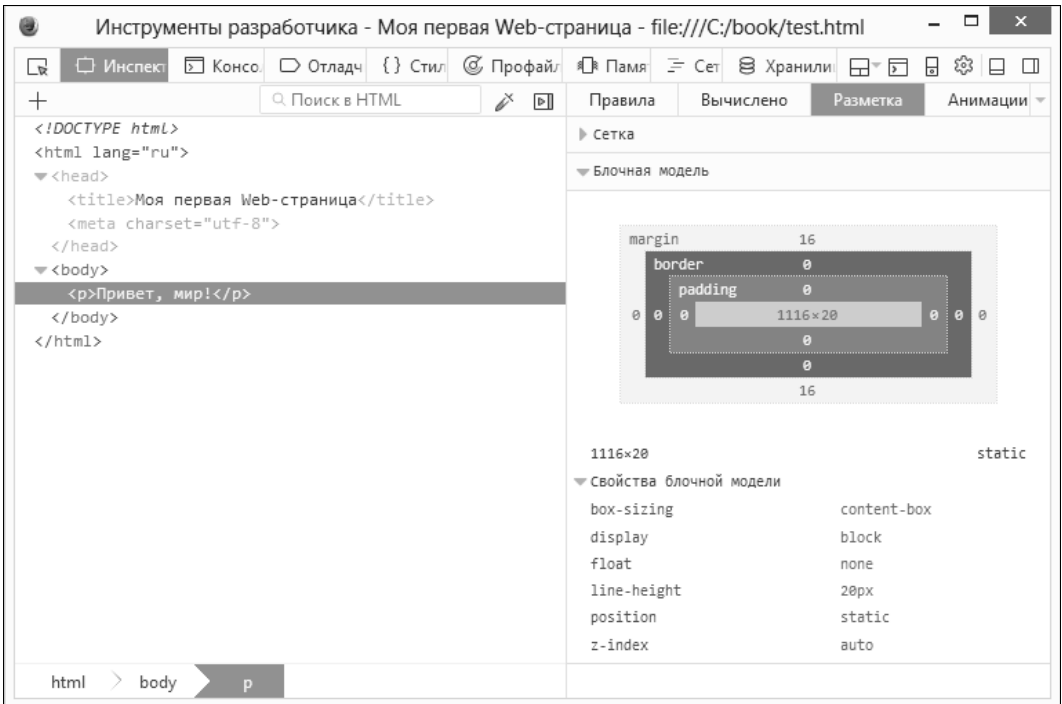 Инструменты разработчика - Моя первая Web-страница - file:///C:/book/test.html
Инспект Консо. Отладч {} Стил Профайл Памя Сет Хранили
+ Поиск в HTML
<!DOCTYPE html>
<html lang="ru">
<head>
<title>Моя первая Web-страница</title>
<meta charset="utf-8">
</head>
<body>
<p>Привет, мир!</p>
</body>
</html>
html body p
Правила Вычислено Разметка Анимации
Сетка
Блочная модель
margin 16
border 0
padding 0
0 0 0 1116×20 0 0 0
0
0
16
1116×20 static
Свойства блочной модели
box-sizing content-box
display block
float none
line-height 20px
position static
z-index auto